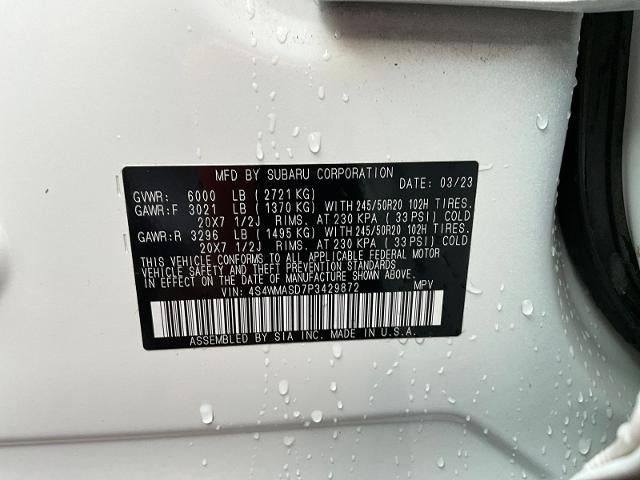 MFD BY SUBARU CORPORATION
DATE: 03/23
GVWR: 6000 LB (2721 KG)
GAWR:F 3021 LB (1370 KG) WITH 245/50R20 102H TIRES.
20X7 1/2J RIMS. AT 230 KPA (33 PSI) COLD
GAWR:R 3296 LB (1495 KG) WITH 245/50R20 102H TIRES.
20X7 1/2J RIMS. AT 230 KPA (33 PSI) COLD
THIS VEHICLE CONFORMS TO ALL APPLICABLE FEDERAL MOTOR
VEHICLE SAFETY AND THEFT PREVENTION STANDARDS
IN EFFECT ON THE DATE OF MANUFACTURE SHOWN ABOVE.
VIN: 4S4WMASD7P3429872 MPV
ASSEMBLED BY SIA INC. MADE IN U.S.A.